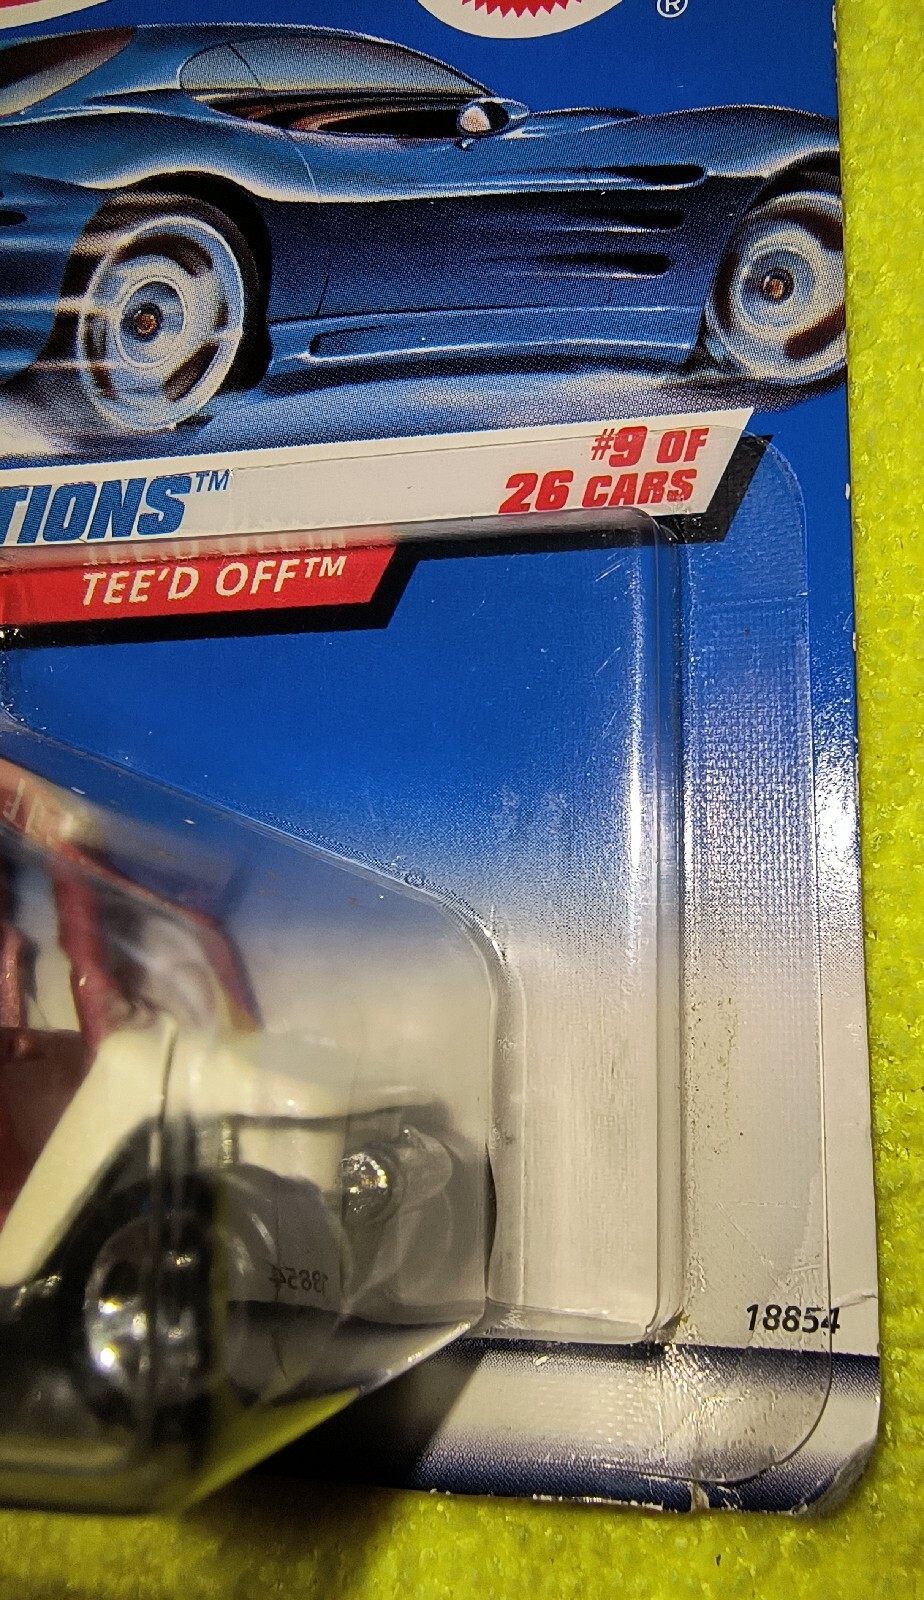 ®
#9 OF
26 CARS
TIONS™
TEE'D OFF™
18854